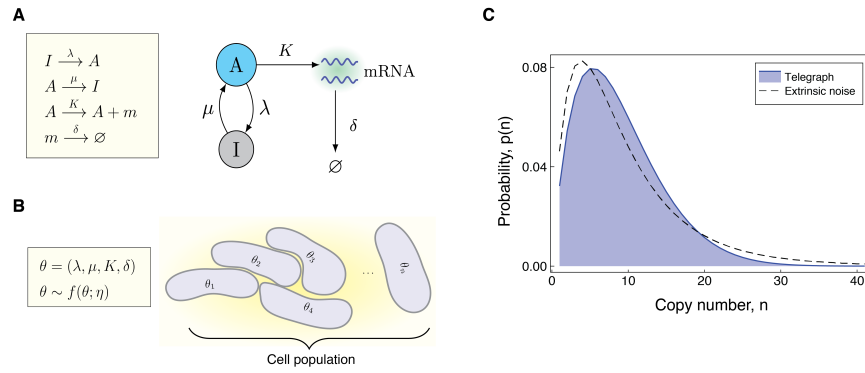 A
I —λ→ A
A —μ→ I
A —K→ A + m
m —δ→ ∅
A
K
mRNA
μ
λ
I
δ
∅
B
θ = (λ, μ, K, δ)
θ ∼ f(θ; η)
θ₁
θ₂
θ₃
θ₄
...
θₙ
Cell population
C
Probability, p(n)
0.08
0.04
0.00
Telegraph
Extrinsic noise
0
10
20
30
40
Copy number, n